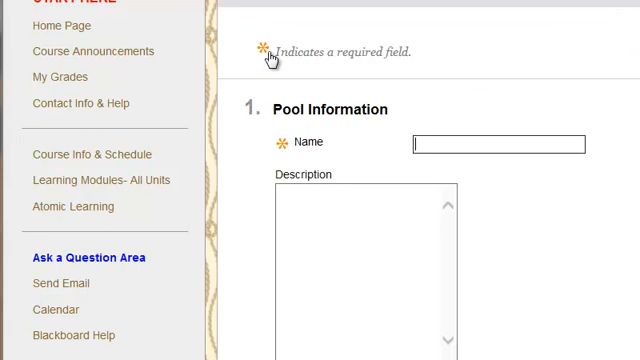 START HERE
Home Page
Course Announcements
My Grades
Contact Info & Help
Course Info & Schedule
Learning Modules- All Units
Atomic Learning
Ask a Question Area
Send Email
Calendar
Blackboard Help
* Indicates a required field.
1. Pool Information
* Name
Description